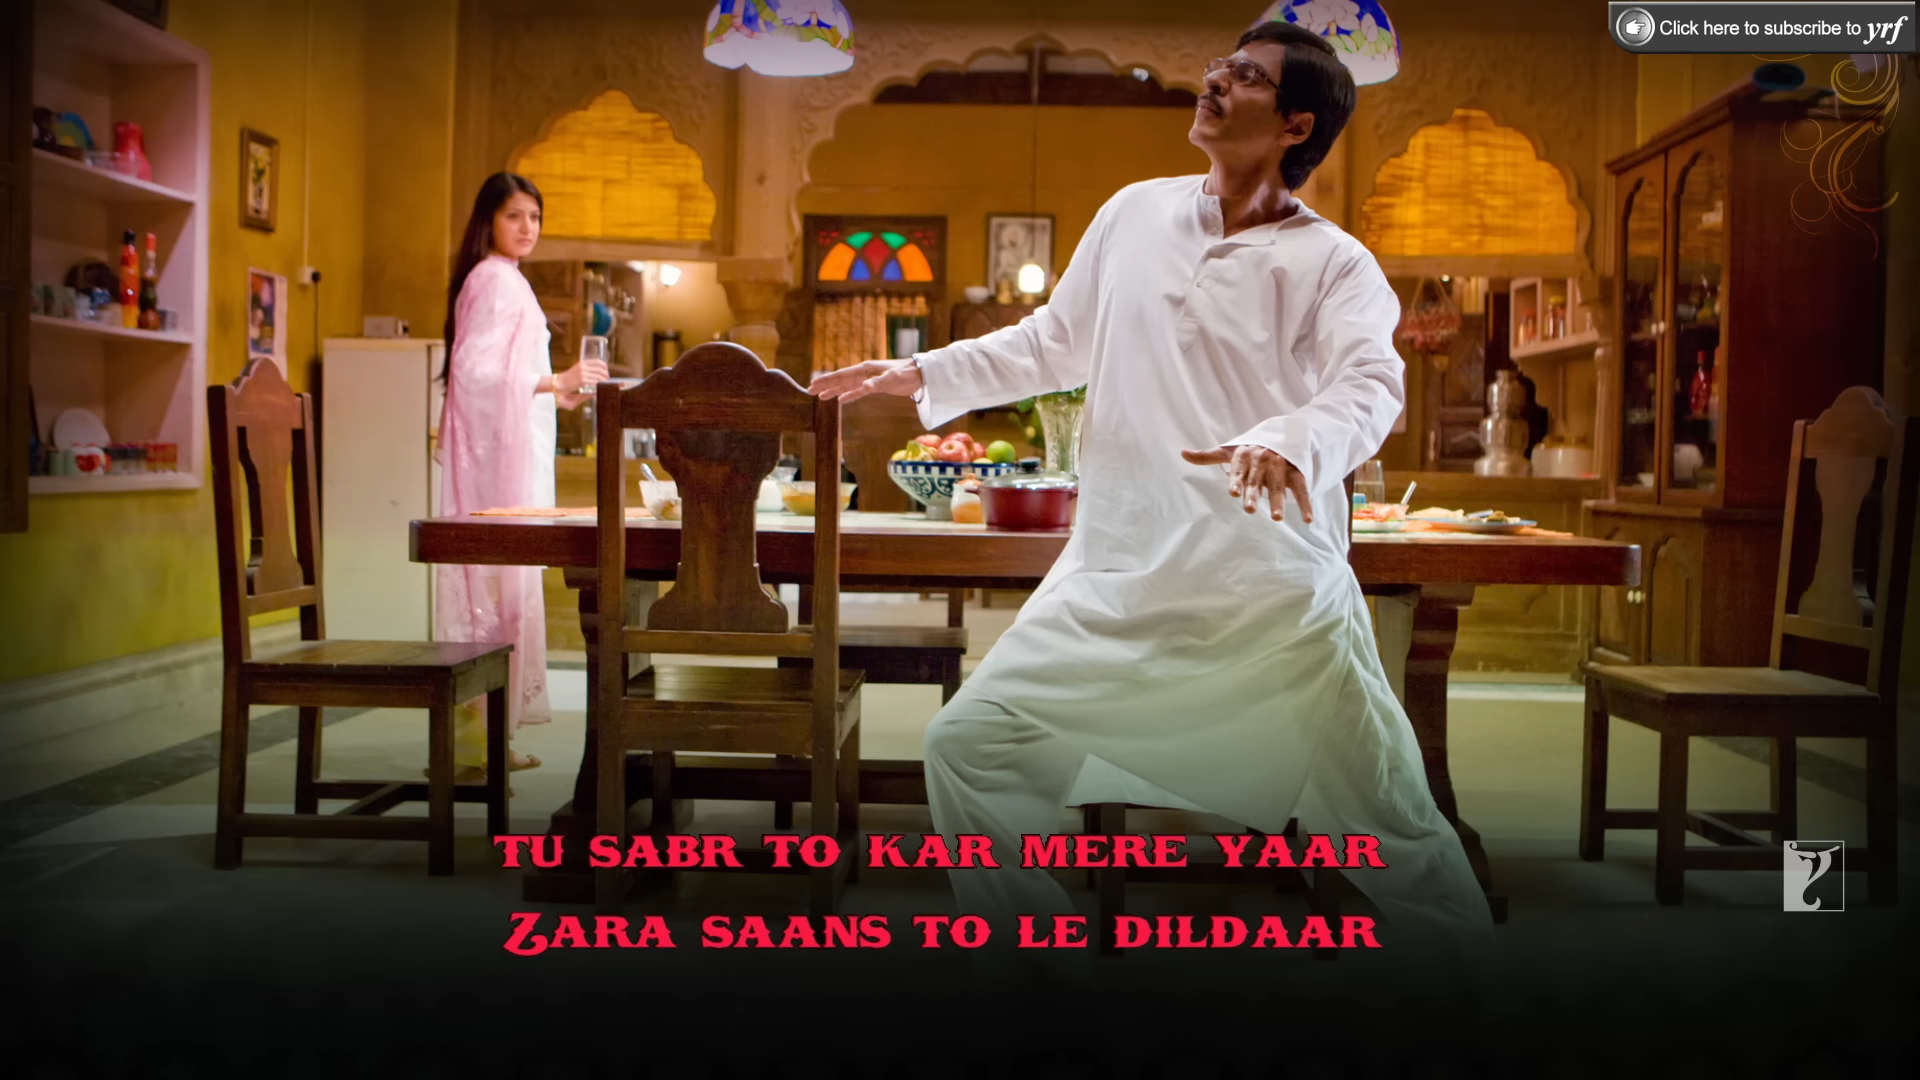 Click here to subscribe to yrf
TU SABR TO KAR MERE YAAR
ZARA SAANS TO LE DILDAAR